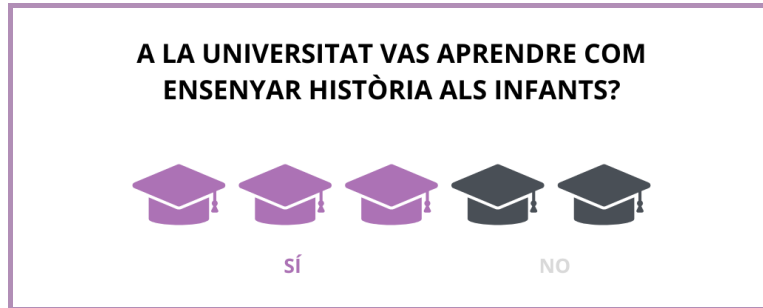 A LA UNIVERSITAT VAS APRENDRE COM
ENSENYAR HISTÒRIA ALS INFANTS?
SÍ
NO